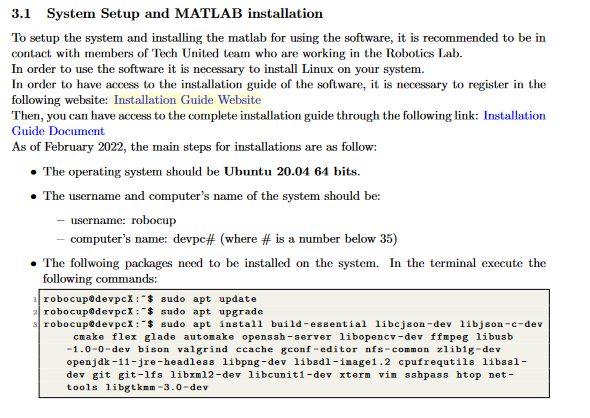 3.1 System Setup and MATLAB installation
To setup the system and installing the matlab for using the software, it is recommended to be in
contact with members of Tech United team who are working in the Robotics Lab.
In order to use the software it is necessary to install Linux on your system.
In order to have access to the installation guide of the software, it is necessary to register in the
following website: Installation Guide Website
Then, you can have access to the complete installation guide through the following link: Installation
Guide Document
As of February 2022, the main steps for installations are as follow:
• The operating system should be Ubuntu 20.04 64 bits.
• The username and computer's name of the system should be:
– username: robocup
– computer's name: devpc# (where # is a number below 35)
• The follwoing packages need to be installed on the system. In the terminal execute the
following commands:
1 robocup@devpcX:~$ sudo apt update
2 robocup@devpcX:~$ sudo apt upgrade
3 robocup@devpcX:~$ sudo apt install build-essential libcjson-dev libjson-c-dev
cmake flex glade automake openssh-server libopencv-dev ffmpeg libusb
-1.0-0-dev bison valgrind ccache gconf-editor nfs-common zlib1g-dev
openjdk-11-jre-headless libpng-dev libsdl-image1.2 cpufrequtils libssl-
dev git git-lfs libxml2-dev libcunit1-dev xterm vim sshpass htop net-
tools libgtkmm-3.0-dev